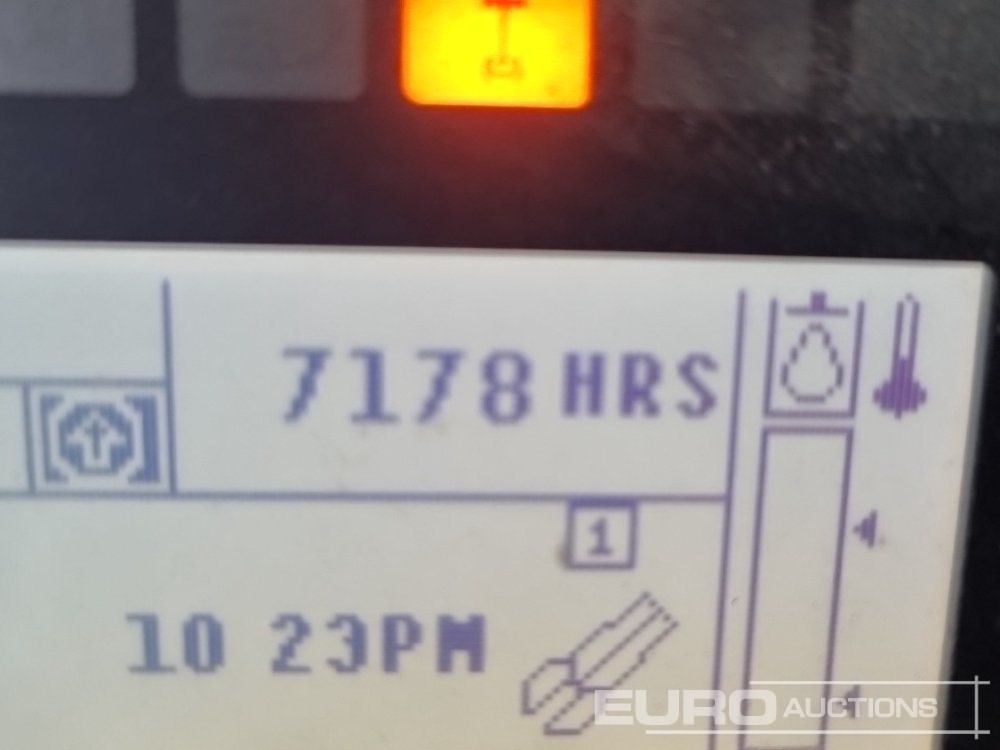 7178 HRS
1
10 23PM
EURO AUCTIONS